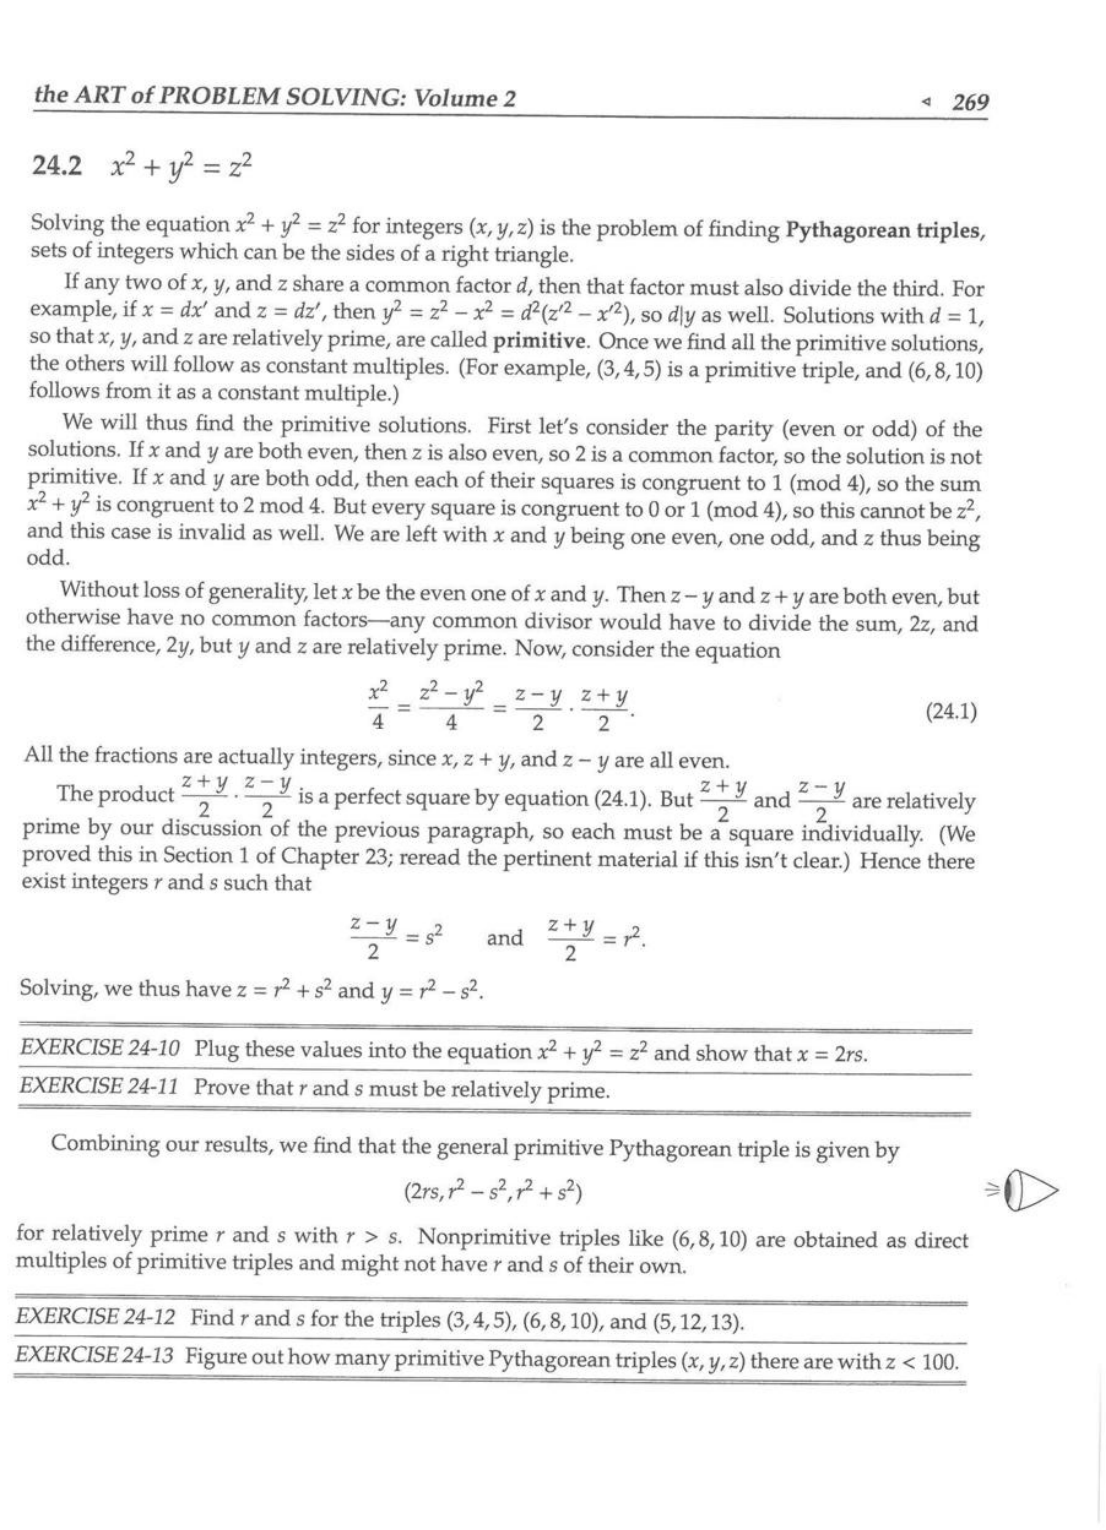 the ART of PROBLEM SOLVING: Volume 2 ◁ 269
24.2 x² + y² = z²
Solving the equation x² + y² = z² for integers (x, y, z) is the problem of finding Pythagorean triples,
sets of integers which can be the sides of a right triangle.
If any two of x, y, and z share a common factor d, then that factor must also divide the third. For
example, if x = dx′ and z = dz′, then y² = z² − x² = d²(z′² − x′²), so d|y as well. Solutions with d = 1,
so that x, y, and z are relatively prime, are called primitive. Once we find all the primitive solutions,
the others will follow as constant multiples. (For example, (3, 4, 5) is a primitive triple, and (6, 8, 10)
follows from it as a constant multiple.)
We will thus find the primitive solutions. First let's consider the parity (even or odd) of the
solutions. If x and y are both even, then z is also even, so 2 is a common factor, so the solution is not
primitive. If x and y are both odd, then each of their squares is congruent to 1 (mod 4), so the sum
x² + y² is congruent to 2 mod 4. But every square is congruent to 0 or 1 (mod 4), so this cannot be z²,
and this case is invalid as well. We are left with x and y being one even, one odd, and z thus being
odd.
Without loss of generality, let x be the even one of x and y. Then z − y and z + y are both even, but
otherwise have no common factors—any common divisor would have to divide the sum, 2z, and
the difference, 2y, but y and z are relatively prime. Now, consider the equation
x²/4 = (z² − y²)/4 = (z − y)/2 · (z + y)/2. (24.1)
All the fractions are actually integers, since x, z + y, and z − y are all even.
The product (z + y)/2 · (z − y)/2 is a perfect square by equation (24.1). But (z + y)/2 and (z − y)/2 are relatively
prime by our discussion of the previous paragraph, so each must be a square individually. (We
proved this in Section 1 of Chapter 23; reread the pertinent material if this isn't clear.) Hence there
exist integers r and s such that
(z − y)/2 = s² and (z + y)/2 = r².
Solving, we thus have z = r² + s² and y = r² − s².
EXERCISE 24-10 Plug these values into the equation x² + y² = z² and show that x = 2rs.
EXERCISE 24-11 Prove that r and s must be relatively prime.
Combining our results, we find that the general primitive Pythagorean triple is given by
(2rs, r² − s², r² + s²)
for relatively prime r and s with r > s. Nonprimitive triples like (6, 8, 10) are obtained as direct
multiples of primitive triples and might not have r and s of their own.
EXERCISE 24-12 Find r and s for the triples (3, 4, 5), (6, 8, 10), and (5, 12, 13).
EXERCISE 24-13 Figure out how many primitive Pythagorean triples (x, y, z) there are with z < 100.